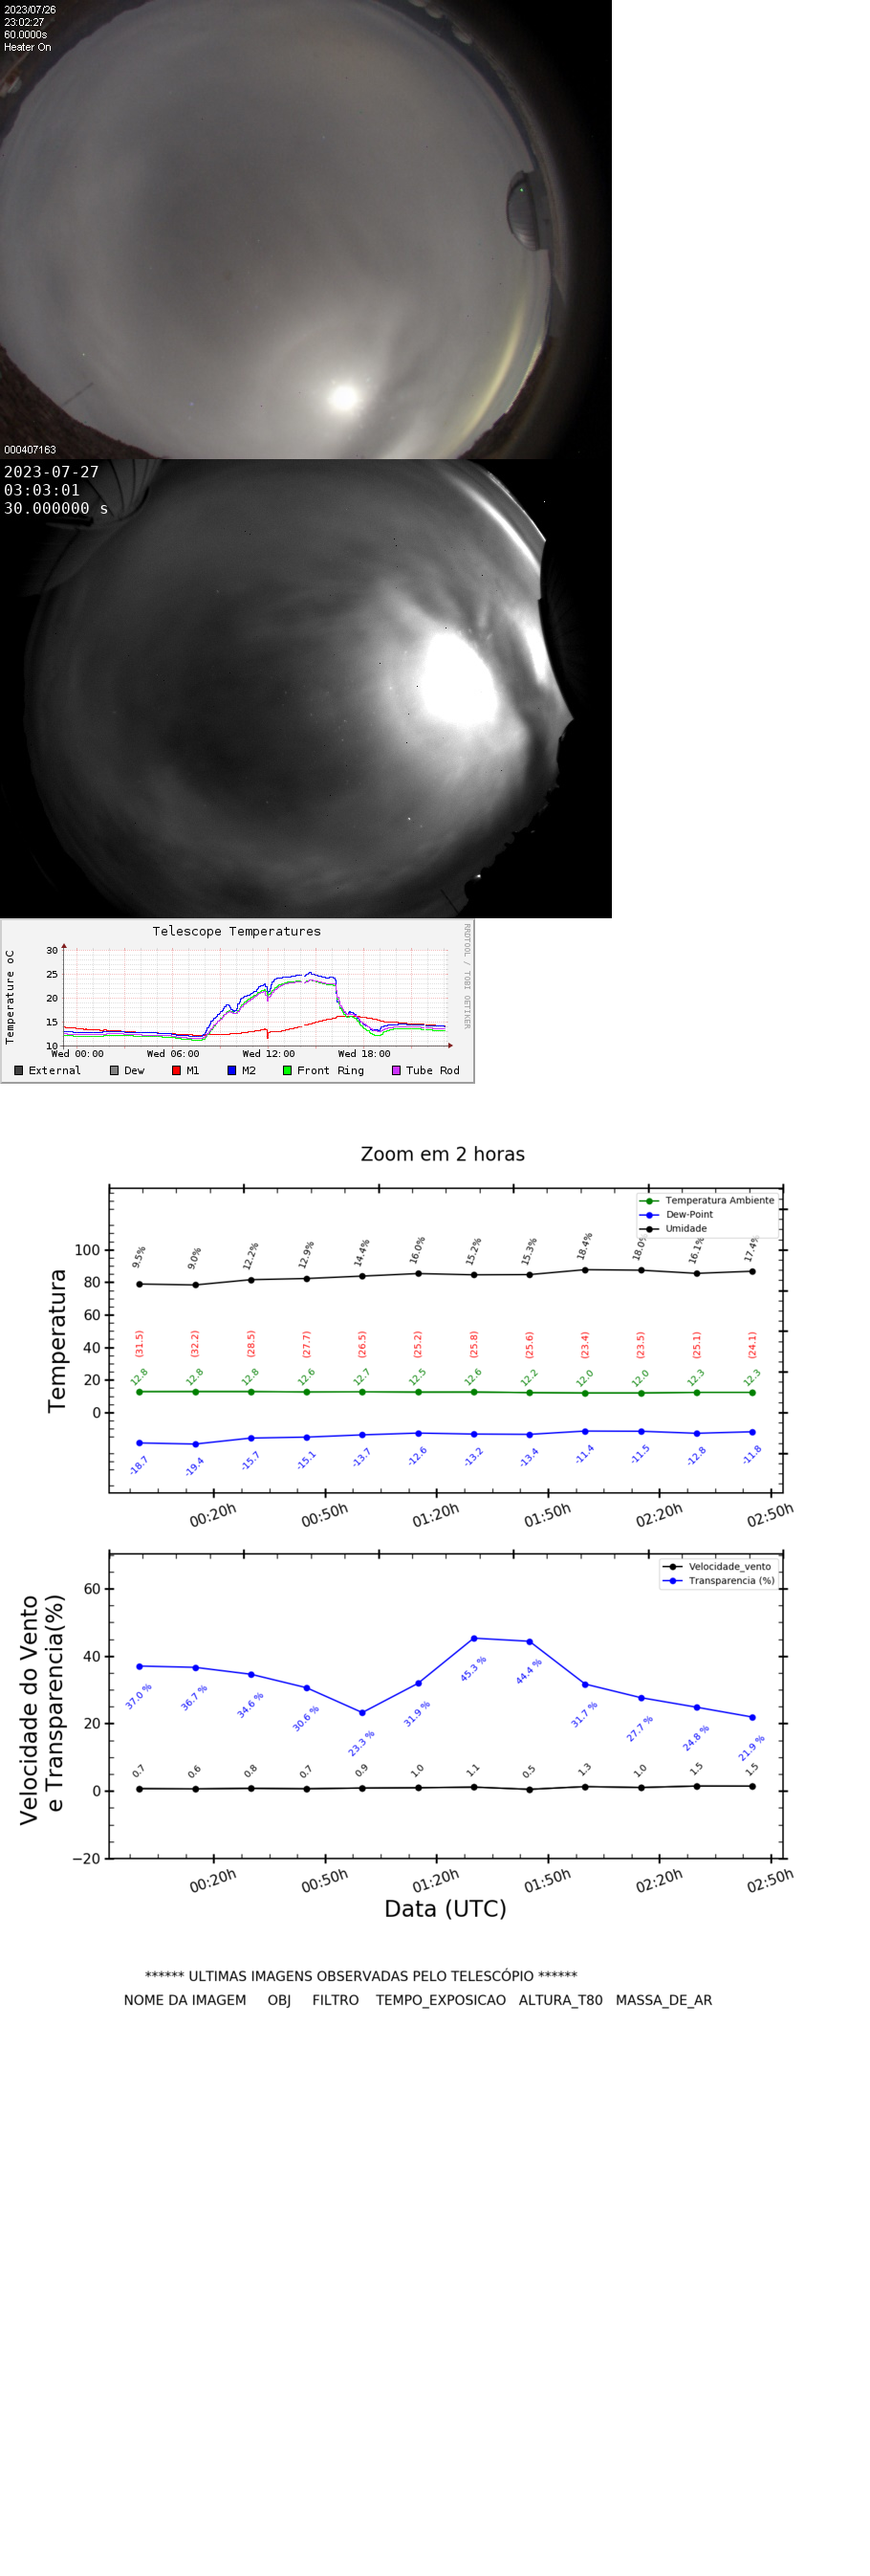 2023/07/26
23:02:27
60.0000s
Heater On
000407163
2023-07-27
03:03:01
30.000000 s
Telescope Temperatures
RRDTOOL / TOBI OETIKER
Temperature oC
30
25
20
15
10
Wed 00:00 Wed 06:00 Wed 12:00 Wed 18:00
External Dew M1 M2 Front Ring Tube Rod
Zoom em 2 horas
Temperatura Ambiente
Dew-Point
Umidade
Temperatura
100
80
60
40
20
0
9.5% 9.0% 12.2% 12.9% 14.4% 16.0% 15.2% 15.3% 18.4% 18.0% 16.1% 17.4%
(31.5) (32.2) (28.5) (27.7) (26.5) (25.2) (25.8) (25.6) (23.4) (23.5) (25.1) (24.1)
12.8 12.8 12.8 12.6 12.7 12.5 12.6 12.2 12.0 12.0 12.3 12.3
-18.7 -19.4 -15.7 -15.1 -13.7 -12.6 -13.2 -13.4 -11.4 -11.5 -12.8 -11.8
00:20h 00:50h 01:20h 01:50h 02:20h 02:50h
Velocidade_vento
Transparencia (%)
Velocidade do Vento
e Transparencia(%)
60
40
20
0
−20
37.0 % 36.7 % 34.6 % 30.6 % 23.3 % 31.9 % 45.3 % 44.4 % 31.7 % 27.7 % 24.8 % 21.9 %
0.7 0.6 0.8 0.7 0.9 1.0 1.1 0.5 1.3 1.0 1.5 1.5
00:20h 00:50h 01:20h 01:50h 02:20h 02:50h
Data (UTC)
****** ULTIMAS IMAGENS OBSERVADAS PELO TELESCÓPIO ******
NOME DA IMAGEM OBJ FILTRO TEMPO_EXPOSICAO ALTURA_T80 MASSA_DE_AR